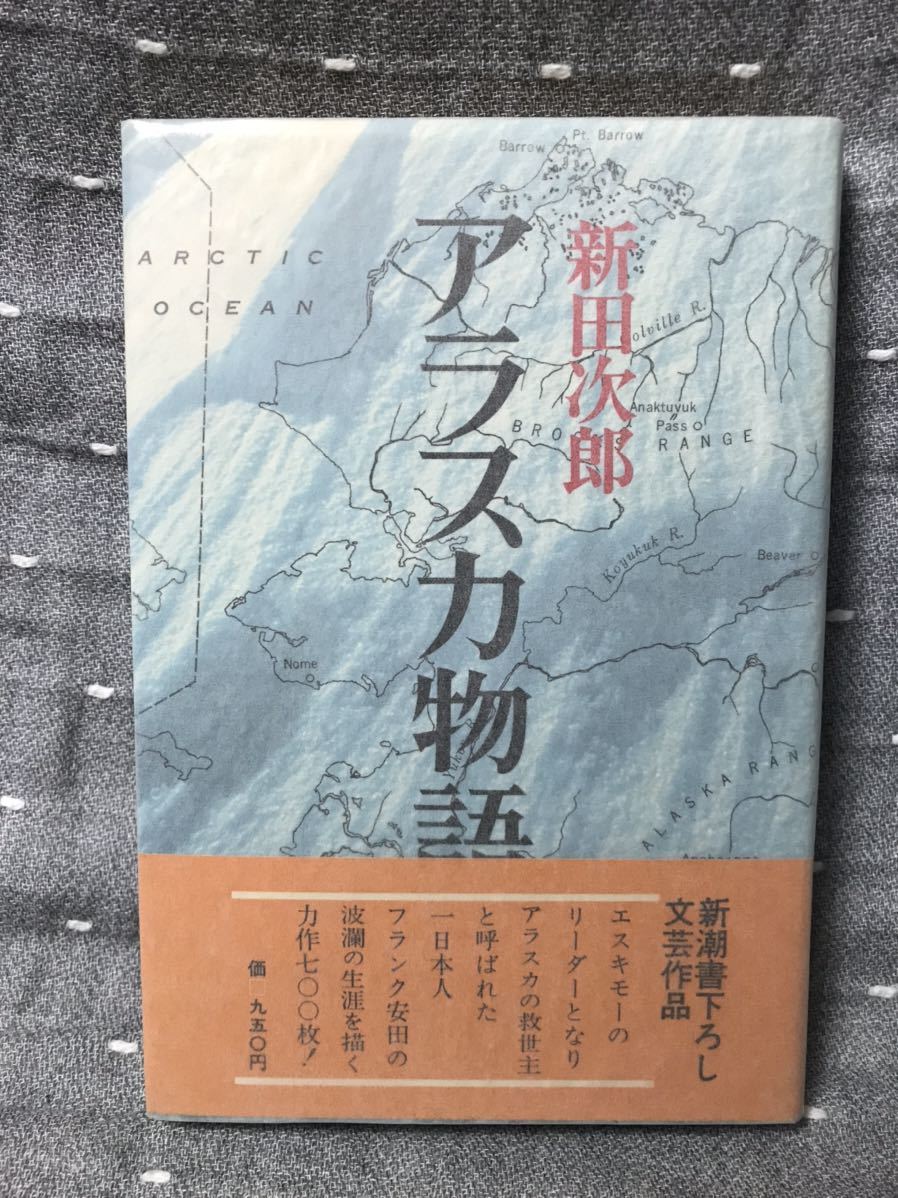 新田次郎
アラスカ物語
Pt. Barrow
Barrow
ARCTIC
OCEAN
olville R.
Anaktuvuk
Pass
BRO S RANGE
Koyukuk R.
Beaver
Nome
ALASKA RANG
新潮書下ろし
文芸作品
エスキモーの
リーダーとなり
アラスカの救世主
と呼ばれた
一日本人
フランク安田の
波瀾の生涯を描く
力作七〇〇枚！
価 九五〇円